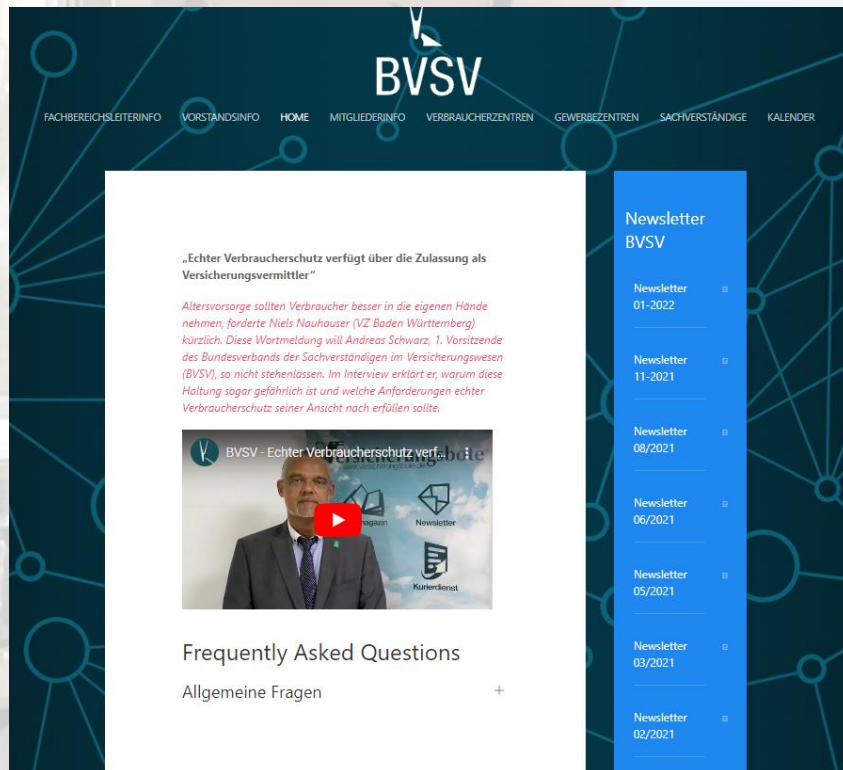 BVSV
FACHBEREICHSLEITERINFO VORSTANDSINFO HOME MITGLIEDERINFO VERBRAUCHERZENTREN GEWERBEZENTREN SACHVERSTÄNDIGE KALENDER
„Echter Verbraucherschutz verfügt über die Zulassung als
Versicherungsvermittler“
Altersvorsorge sollten Verbraucher besser in die eigenen Hände
nehmen, forderte Niels Nauhauser (VZ Baden Württemberg)
kürzlich. Diese Wortmeldung will Andreas Schwarz, 1. Vorsitzende
des Bundesverbands der Sachverständigen im Versicherungswesen
(BVSV), so nicht stehenlassen. Im Interview erklärt er, warum diese
Haltung sogar gefährlich ist und welche Anforderungen echter
Verbraucherschutz seiner Ansicht nach erfüllen sollte.
BVSV - Echter Verbraucherschutz verf...
Newsletter
Kurierdienst
Frequently Asked Questions
Allgemeine Fragen +
Newsletter
BVSV
Newsletter
01-2022
Newsletter
11-2021
Newsletter
08/2021
Newsletter
06/2021
Newsletter
05/2021
Newsletter
03/2021
Newsletter
02/2021